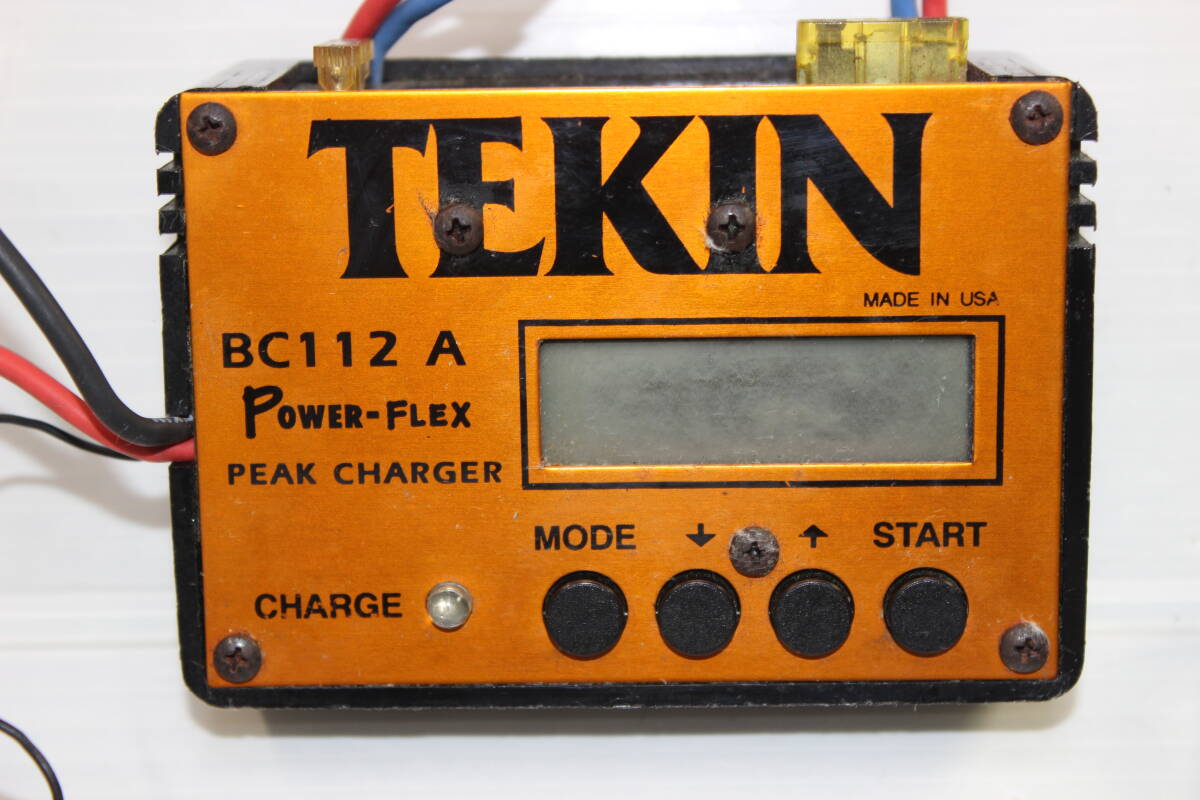 TEKIN
MADE IN USA
BC112 A
POWER-FLEX
PEAK CHARGER
MODE ↓ ↑ START
CHARGE